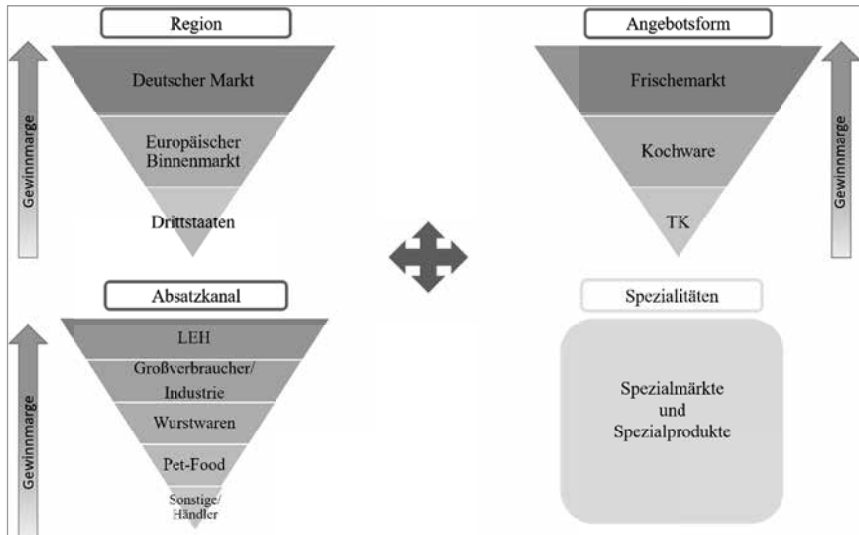 Region
Gewinnmarge
Deutscher Markt
Europäischer
Binnenmarkt
Drittstaaten
Angebotsform
Frischemarkt
Kochware
TK
Gewinnmarge
Absatzkanal
Gewinnmarge
LEH
Großverbraucher/
Industrie
Wurstwaren
Pet-Food
Sonstige/
Händler
Spezialitäten
Spezialmärkte
und
Spezialprodukte